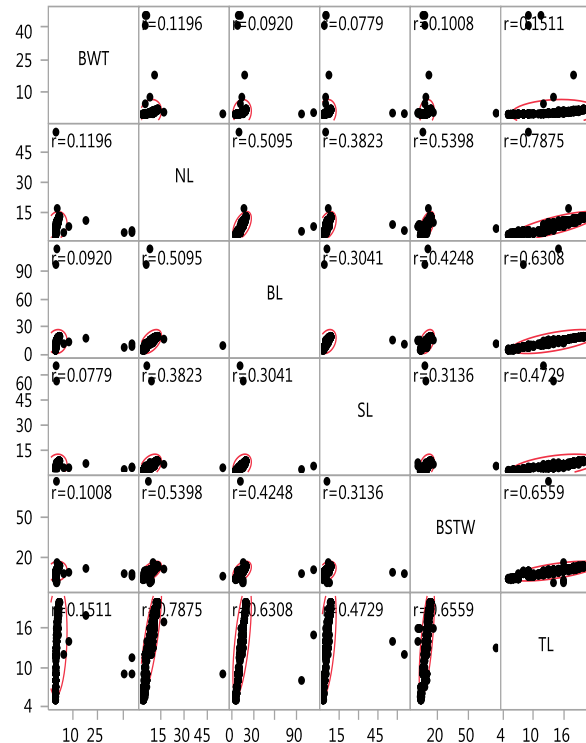 40
25
10
BWT
r=0.1196
r=0.0920
r=0.0779
r=0.1008
r=0.1511
45
30
15
r=0.1196
NL
r=0.5095
r=0.3823
r=0.5398
r=0.7875
90
60
30
0
r=0.0920
r=0.5095
BL
r=0.3041
r=0.4248
r=0.6308
60
45
15
r=0.0779
r=0.3823
r=0.3041
SL
r=0.3136
r=0.4729
50
20
r=0.1008
r=0.5398
r=0.4248
r=0.3136
BSTW
r=0.6559
16
10
4
r=0.1511
r=0.7875
r=0.6308
r=0.4729
r=0.6559
TL
10 25 15 30 45 0 30 90 15 45 20 50 4 10 16